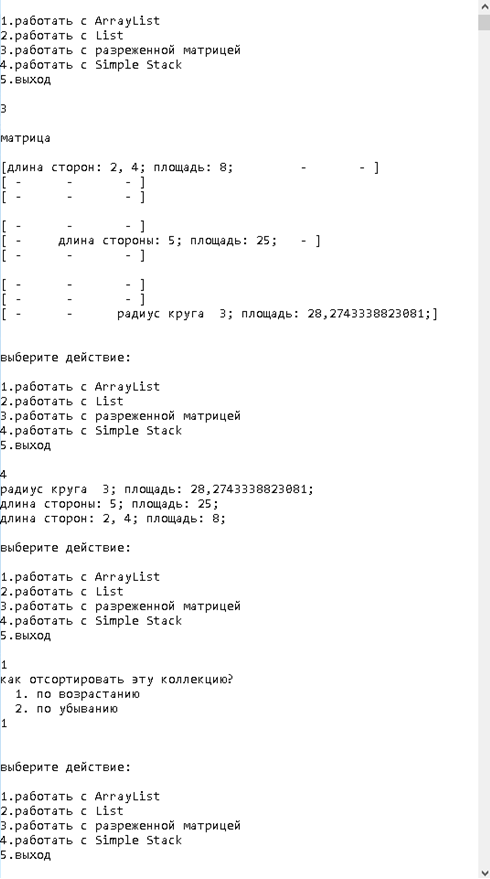 1.работать с ArrayList
2.работать с List
3.работать с разреженной матрицей
4.работать с Simple Stack
5.выход
3
матрица
[длина сторон: 2, 4; площадь: 8;         -       - ]
[ -      -       - ]
[ -      -       - ]
[ -      -       - ]
[ -     длина стороны: 5; площадь: 25;   - ]
[ -      -       - ]
[ -      -       - ]
[ -      -       - ]
[ -      -      радиус круга  3; площадь: 28,2743338823081;]
выберите действие:
1.работать с ArrayList
2.работать с List
3.работать с разреженной матрицей
4.работать с Simple Stack
5.выход
4
радиус круга  3; площадь: 28,2743338823081;
длина стороны: 5; площадь: 25;
длина сторон: 2, 4; площадь: 8;
выберите действие:
1.работать с ArrayList
2.работать с List
3.работать с разреженной матрицей
4.работать с Simple Stack
5.выход
1
как отсортировать эту коллекцию?
1. по возрастанию
2. по убыванию
1
выберите действие:
1.работать с ArrayList
2.работать с List
3.работать с разреженной матрицей
4.работать с Simple Stack
5.выход